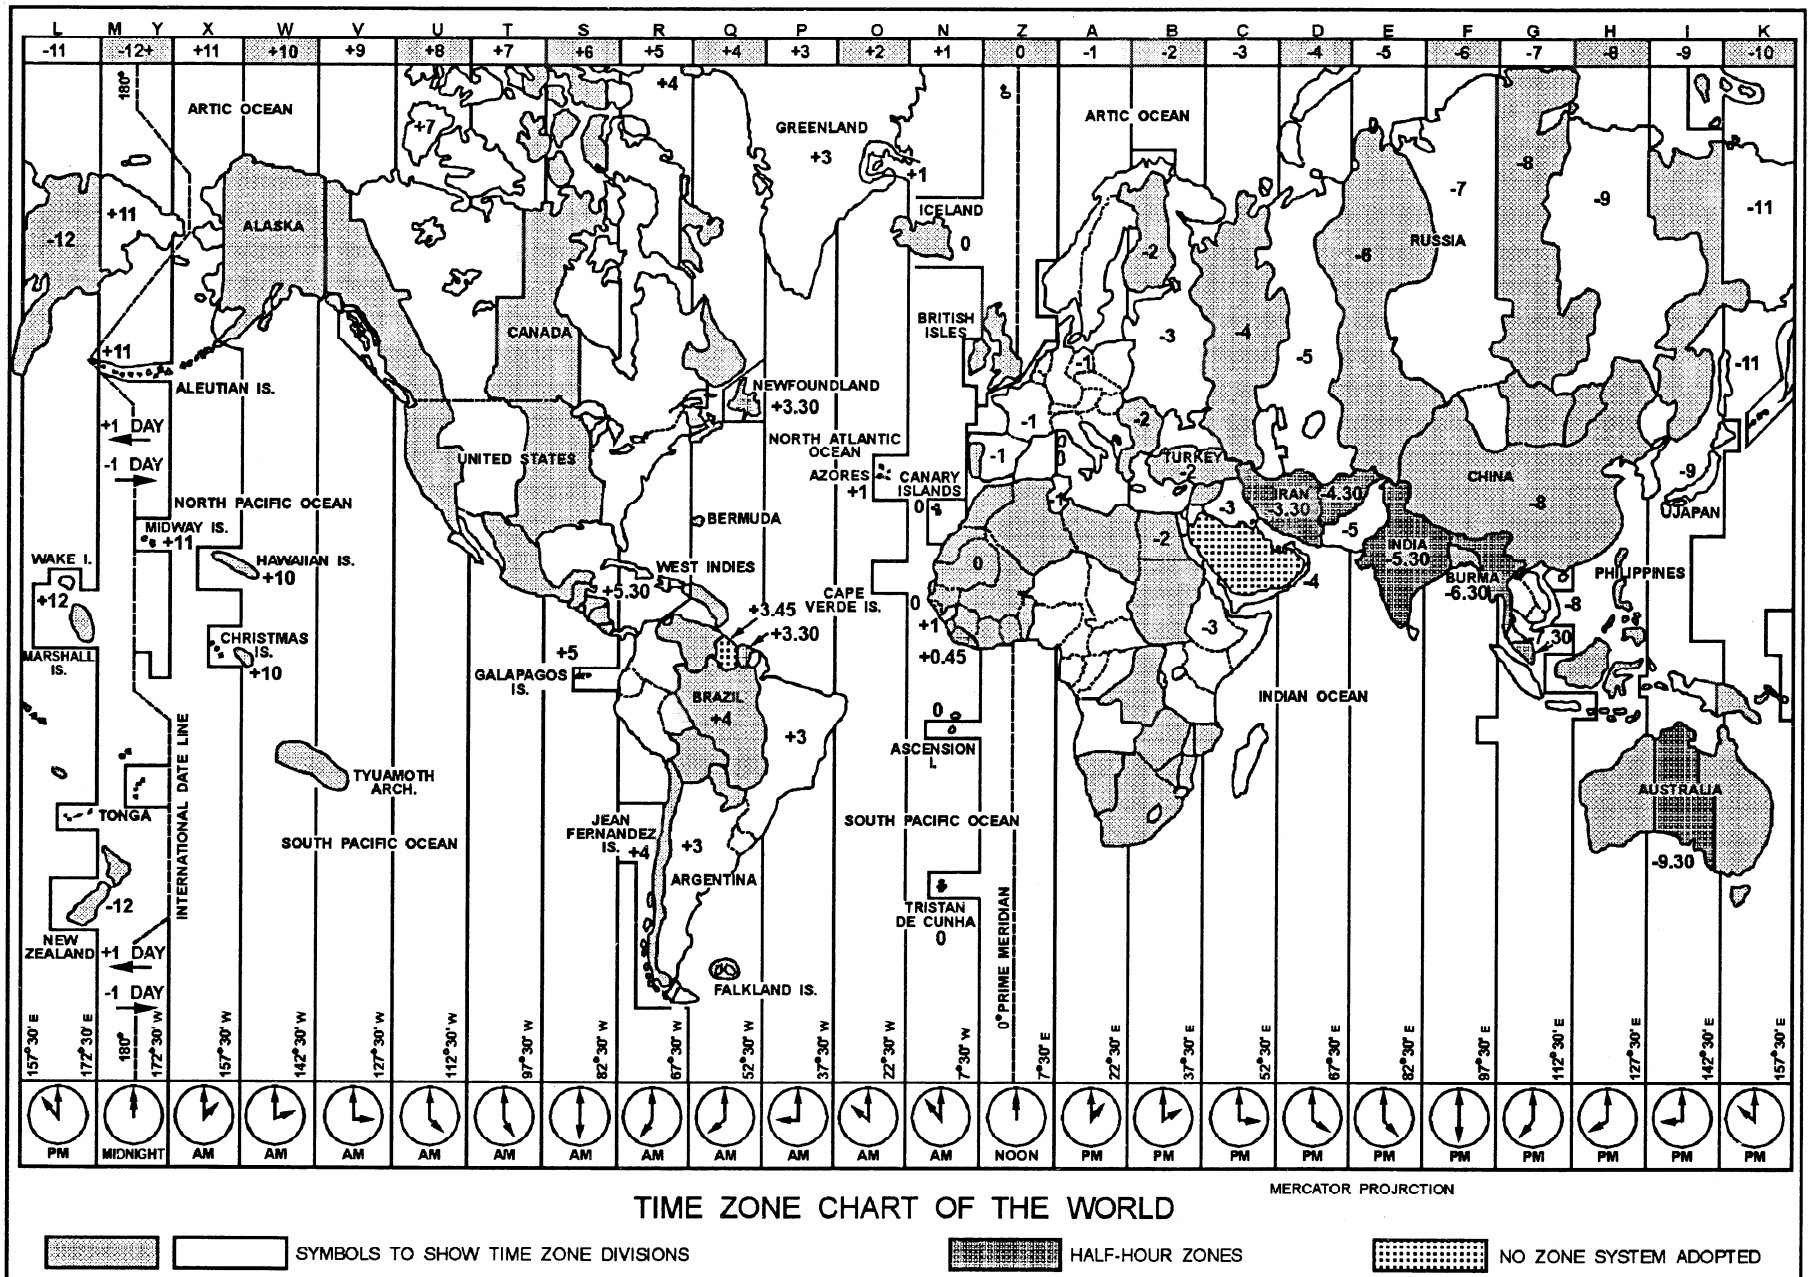 L M Y X W V U T S R Q P O N Z A B C D E F G H I K
-11 -12+ +11 +10 +9 +8 +7 +6 +5 +4 +3 +2 +1 0 -1 -2 -3 -4 -5 -6 -7 -8 -9 -10
180°
ARTIC OCEAN
+7
+4
GREENLAND
+3
+1
ARTIC OCEAN
-12
+11
ALASKA
ICELAND
0
-2
-6
RUSSIA
-7
-8
-9
-11
+11
ALEUTIAN IS.
CANADA
BRITISH
ISLES
-1
-3
-4
-5
-11
NEWFOUNDLAND
+3.30
+1 DAY
-1 DAY
UNITED STATES
NORTH ATLANTIC
OCEAN
AZORES
+1
CANARY
ISLANDS
0
-1
-1
-1
-2
TURKEY
-2
IRAN
-3.30
-4.30
CHINA
-8
-9
JAPAN
NORTH PACIFIC OCEAN
MIDWAY IS.
+11
HAWAIIAN IS.
+10
BERMUDA
-2
-3
-5
INDIA
-5.30
WAKE I.
+12
MARSHALL
IS.
WEST INDIES
+5.30
0
-4
BURMA
-6.30
PHILIPPINES
-8
CAPE
VERDE IS.
+3.45
+3.30
0
+1
+0.45
-3
7.30
CHRISTMAS
IS.
+10
+5
GALAPAGOS
IS.
BRAZIL
+4
+3
0
ASCENSION
I.
INDIAN OCEAN
INTERNATIONAL DATE LINE
TYUAMOTH
ARCH.
AUSTRALIA
-9.30
TONGA
SOUTH PACIFIC OCEAN
JEAN
FERNANDEZ
IS.
+4
+3
ARGENTINA
SOUTH PACIFIC OCEAN
-12
NEW
ZEALAND
TRISTAN
DE CUNHA
0
0° PRIME MERIDIAN
+1 DAY
-1 DAY
FALKLAND IS.
157°30' E 172°30' E 180° 172°30' W 157°30' W 142°30' W 127°30' W 112°30' W 97°30' W 82°30' W 67°30' W 52°30' W 37°30' W 22°30' W 7°30' W 7°30' E 22°30' E 37°30' E 52°30' E 67°30' E 82°30' E 97°30' E 112°30' E 127°30' E 142°30' E 157°30' E
PM MIDNIGHT AM AM AM AM AM AM AM AM AM AM AM NOON PM PM PM PM PM PM PM PM PM PM
MERCATOR PROJRCTION
TIME ZONE CHART OF THE WORLD
SYMBOLS TO SHOW TIME ZONE DIVISIONS
HALF-HOUR ZONES
NO ZONE SYSTEM ADOPTED